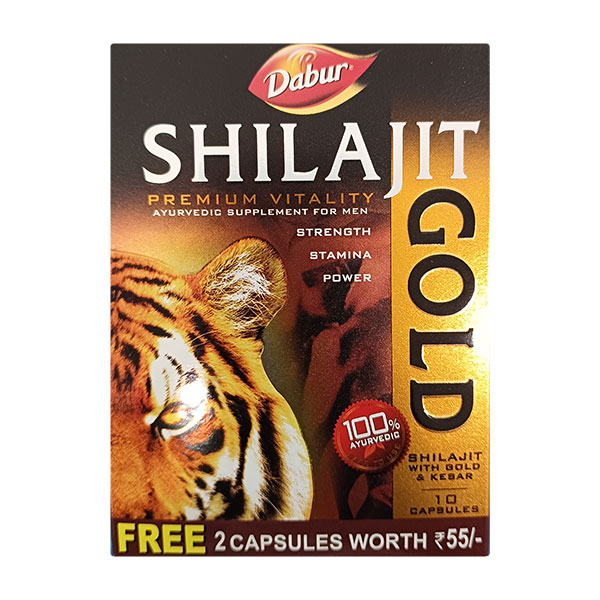 Dabur
SHILAJIT
GOLD
PREMIUM VITALITY
AYURVEDIC SUPPLEMENT FOR MEN
STRENGTH
STAMINA
POWER
100%
AYURVEDIC
SHILAJIT
WITH GOLD
& KESAR
10
CAPSULES
FREE 2 CAPSULES WORTH ₹55/-